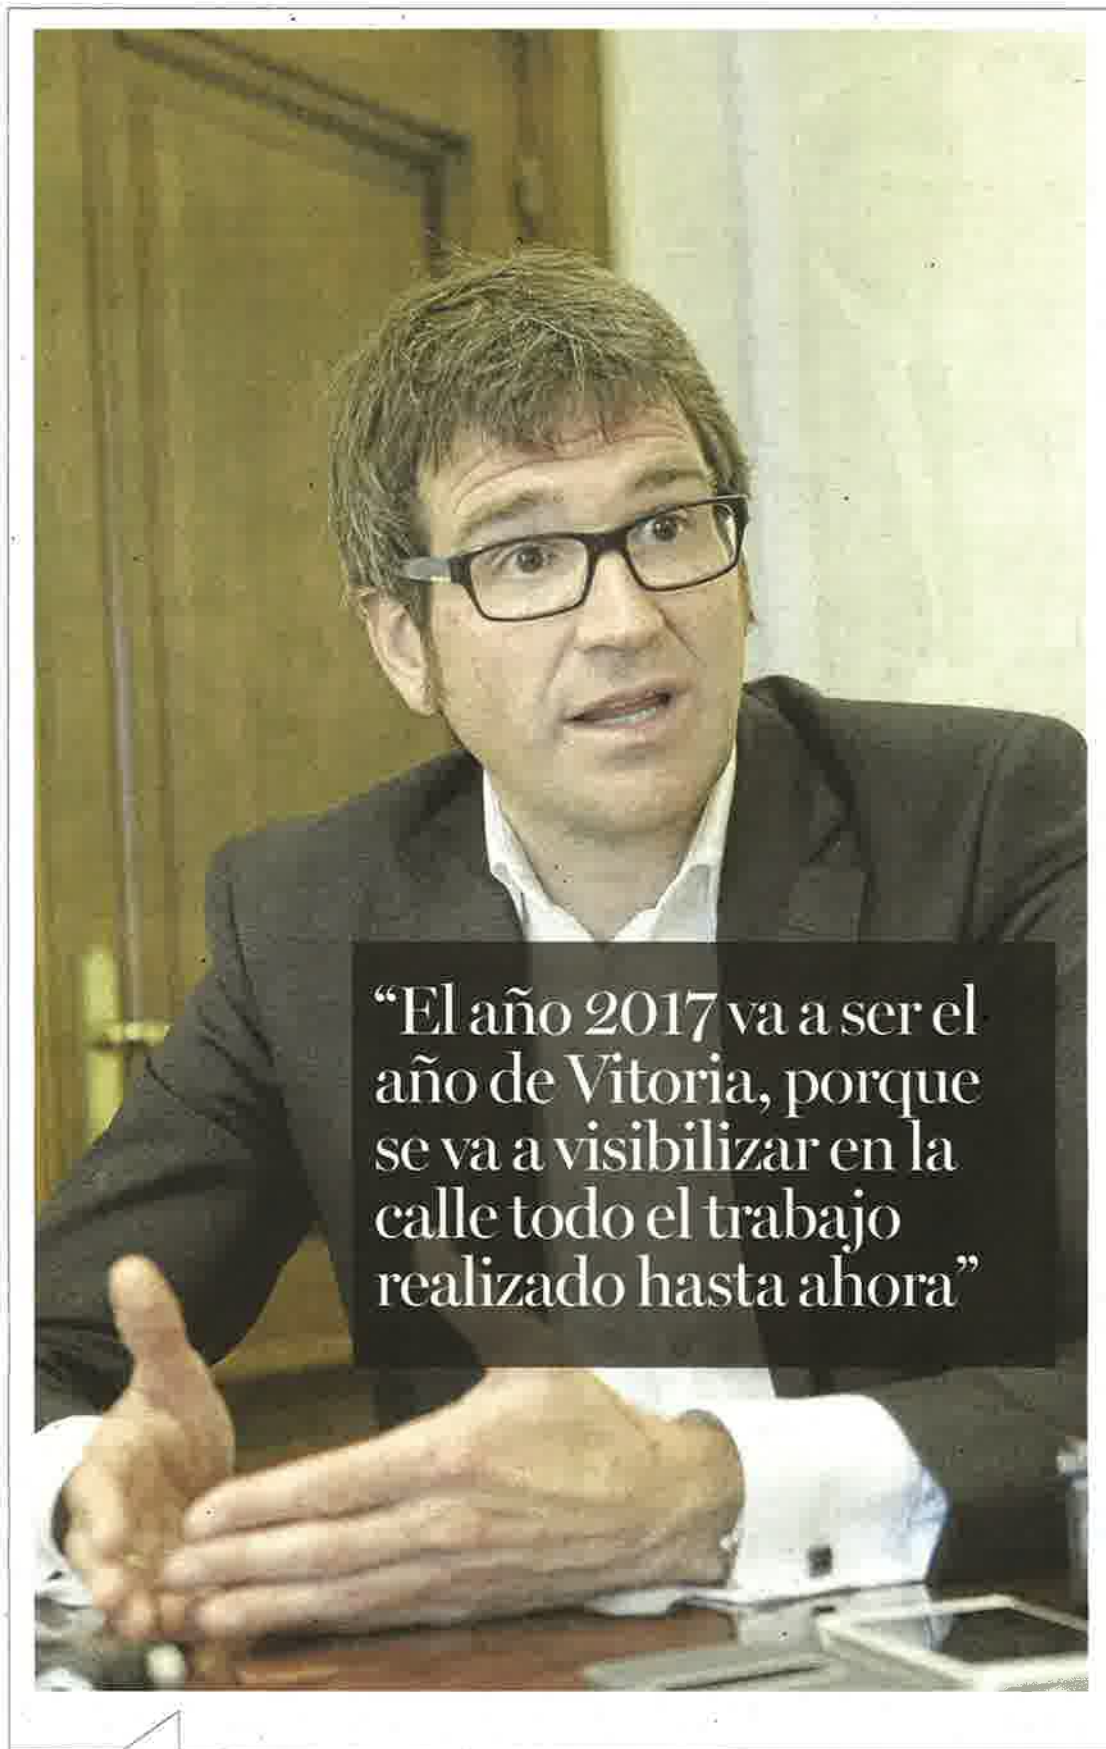 “El año 2017 va a ser el
año de Vitoria, porque
se va a visibilizar en la
calle todo el trabajo
realizado hasta ahora”